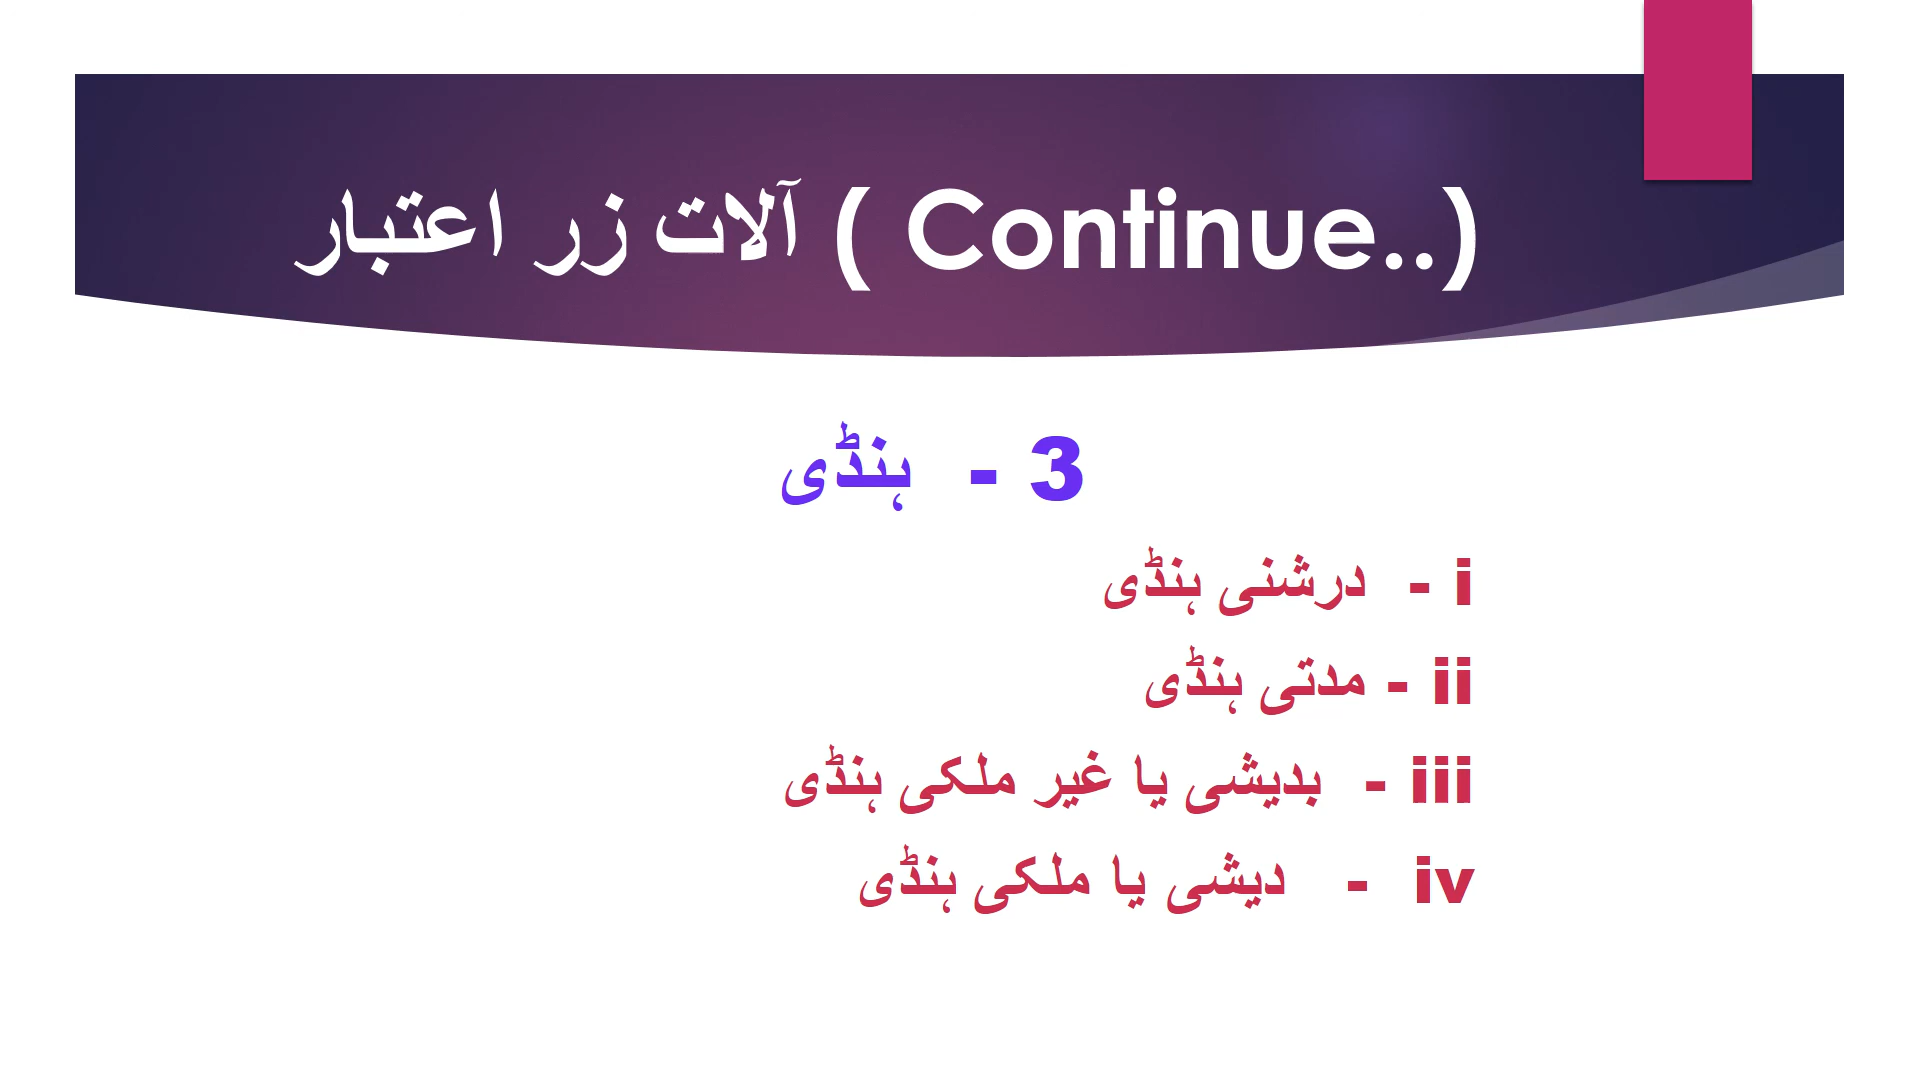 آلات زر اعتبار ( Continue..)
3 - ہنڈی
i - درشنی ہنڈی
ii - مدتی ہنڈی
iii - بدیشی یا غیر ملکی ہنڈی
iv - دیشی یا ملکی ہنڈی